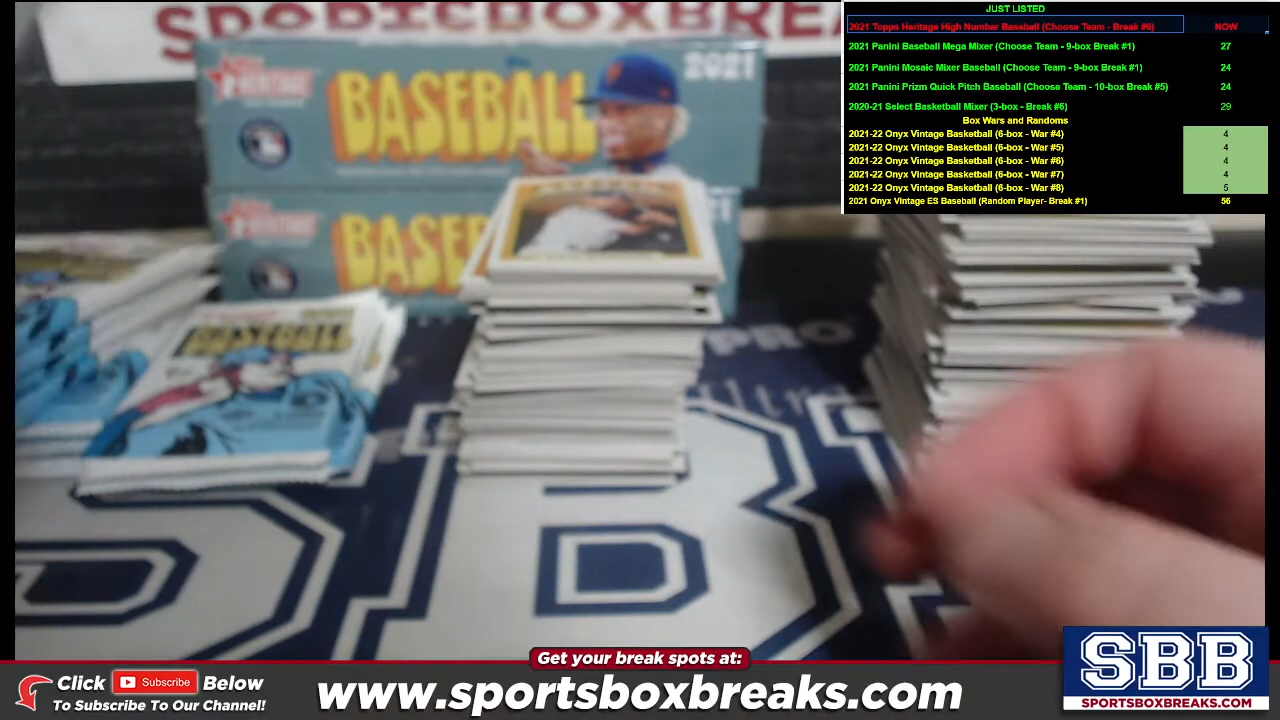 SPORTSBOXBREA
JUST LISTED
2021 Topps Heritage High Number Baseball (Choose Team - Break #6) NOW
2021 Panini Baseball Mega Mixer (Choose Team - 9-box Break #1) 27
2021 Panini Mosaic Mixer Baseball (Choose Team - 9-box Break #1) 24
2021 Panini Prizm Quick Pitch Baseball (Choose Team - 10-box Break #5) 24
2020-21 Select Basketball Mixer (3-box - Break #6) 29
Box Wars and Randoms
2021-22 Onyx Vintage Basketball (6-box - War #4) 4
2021-22 Onyx Vintage Basketball (6-box - War #5) 4
2021-22 Onyx Vintage Basketball (6-box - War #6) 4
2021-22 Onyx Vintage Basketball (6-box - War #7) 4
2021-22 Onyx Vintage Basketball (6-box - War #8) 5
2021 Onyx Vintage ES Baseball (Random Player- Break #1) 56
HERITAGE
BASEBALL
2021
BASE
BASEBALL
PRO
Ultra
SB
Get your break spots at:
Click Subscribe Below
To Subscribe To Our Channel!
www.sportsboxbreaks.com
SBB
SPORTSBOXBREAKS.COM